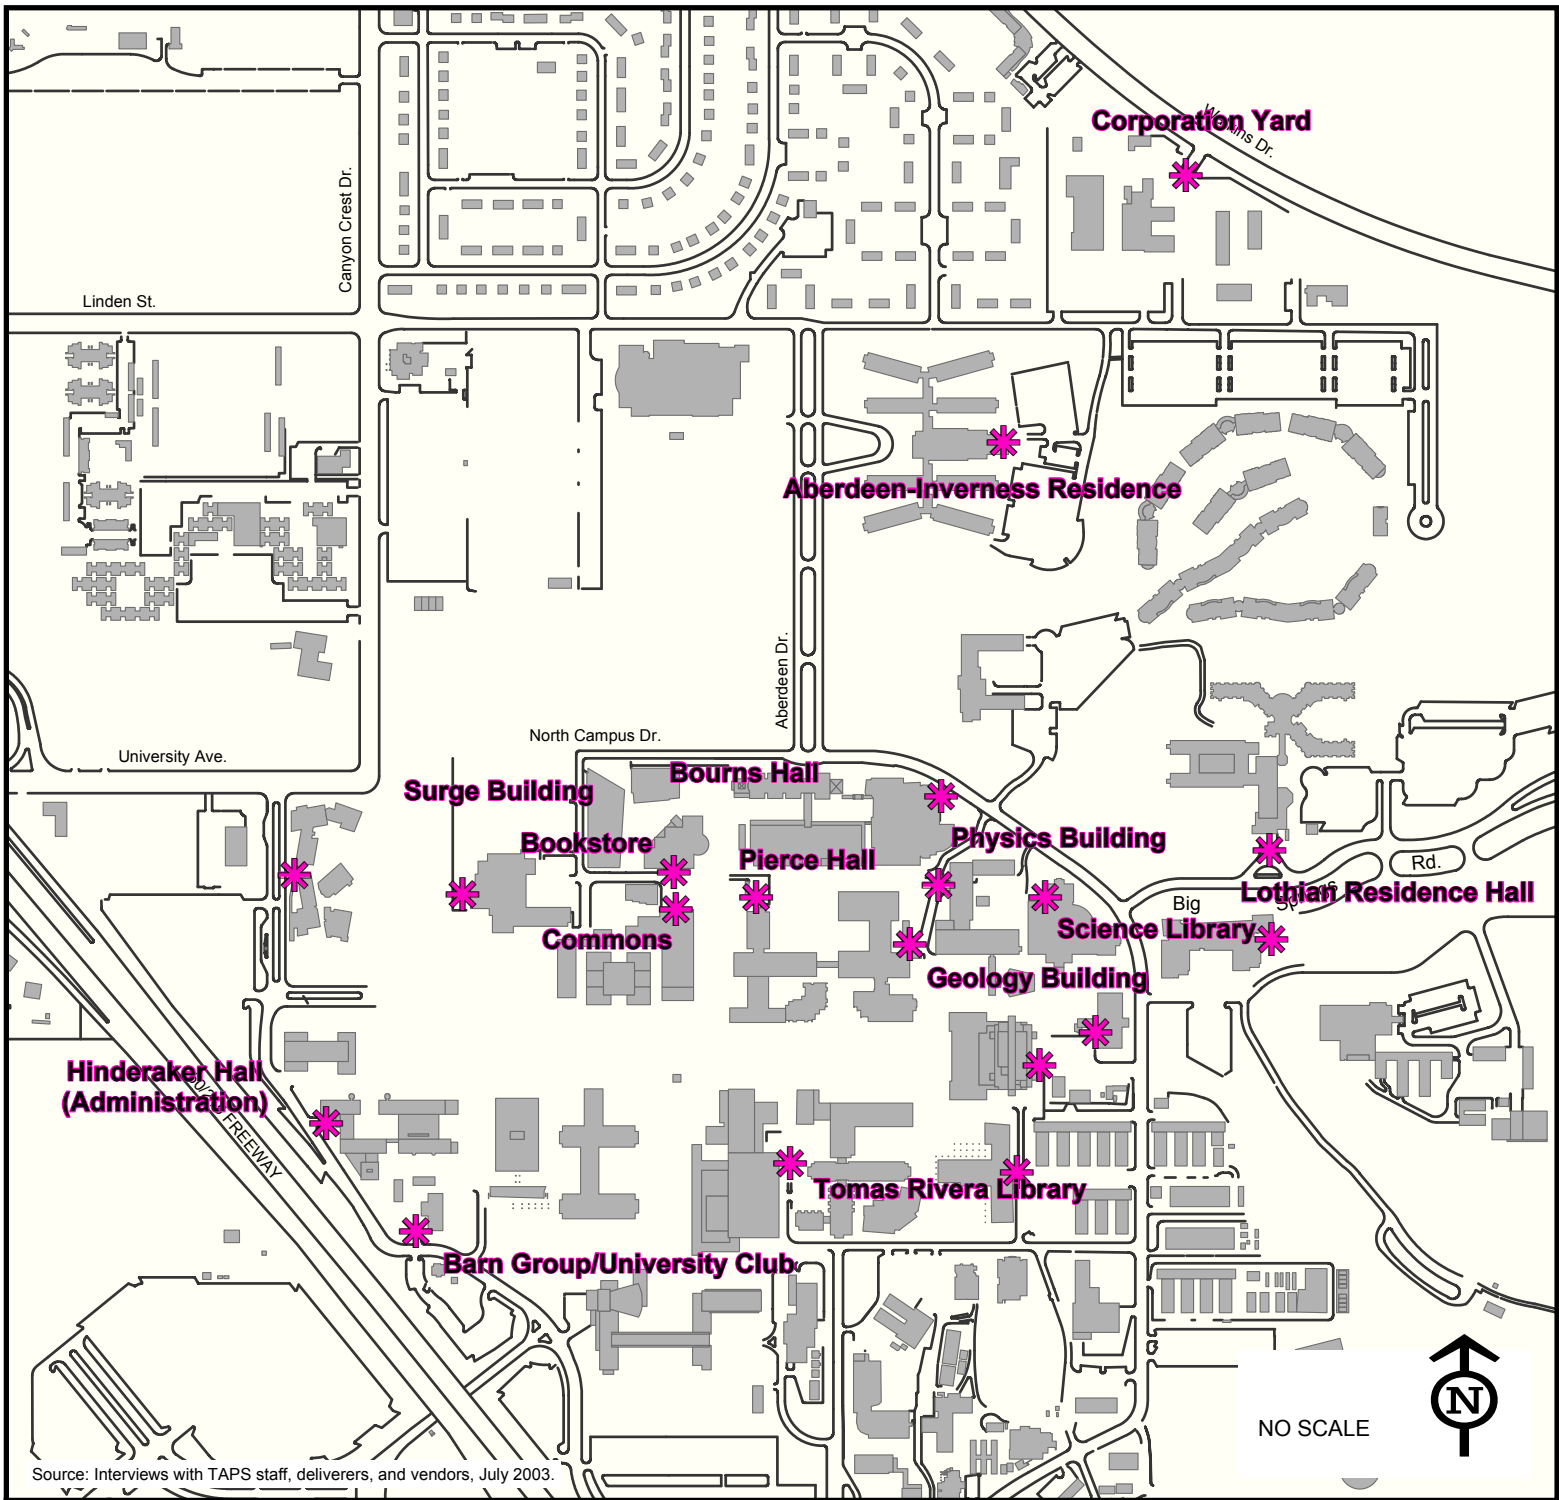 Corporation Yard
Watkins Dr.
Canyon Crest Dr.
Linden St.
Aberdeen-Inverness Residence
Aberdeen Dr.
North Campus Dr.
University Ave.
Bourns Hall
Surge Building
Bookstore
Physics Building
Pierce Hall
Rd.
Lothian Residence Hall
Big
Springs
Science Library
Commons
Geology Building
Hinderaker Hall
(Administration)
FREEWAY
Tomas Rivera Library
Barn Group/University Club
N
NO SCALE
Source: Interviews with TAPS staff, deliverers, and vendors, July 2003.